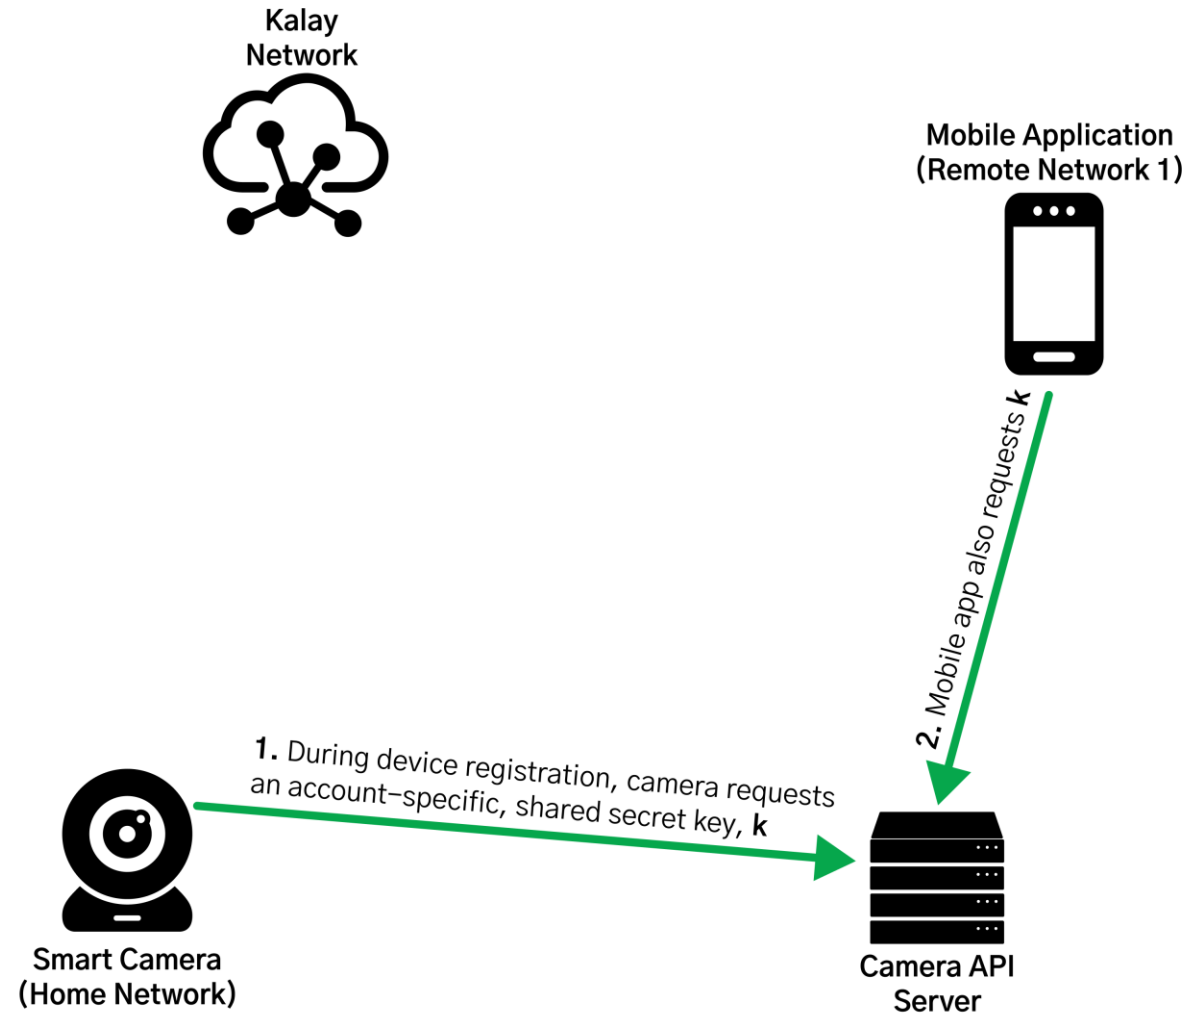 Kalay
Network
Mobile Application
(Remote Network 1)
2. Mobile app also requests k
1. During device registration, camera requests
an account-specific, shared secret key, k
Smart Camera
(Home Network)
Camera API
Server